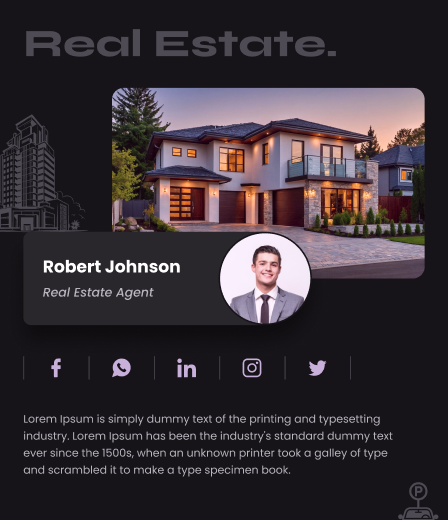 Real Estate.
Robert Johnson
Real Estate Agent
Lorem Ipsum is simply dummy text of the printing and typesetting
industry. Lorem Ipsum has been the industry's standard dummy text
ever since the 1500s, when an unknown printer took a galley of type
and scrambled it to make a type specimen book.
P